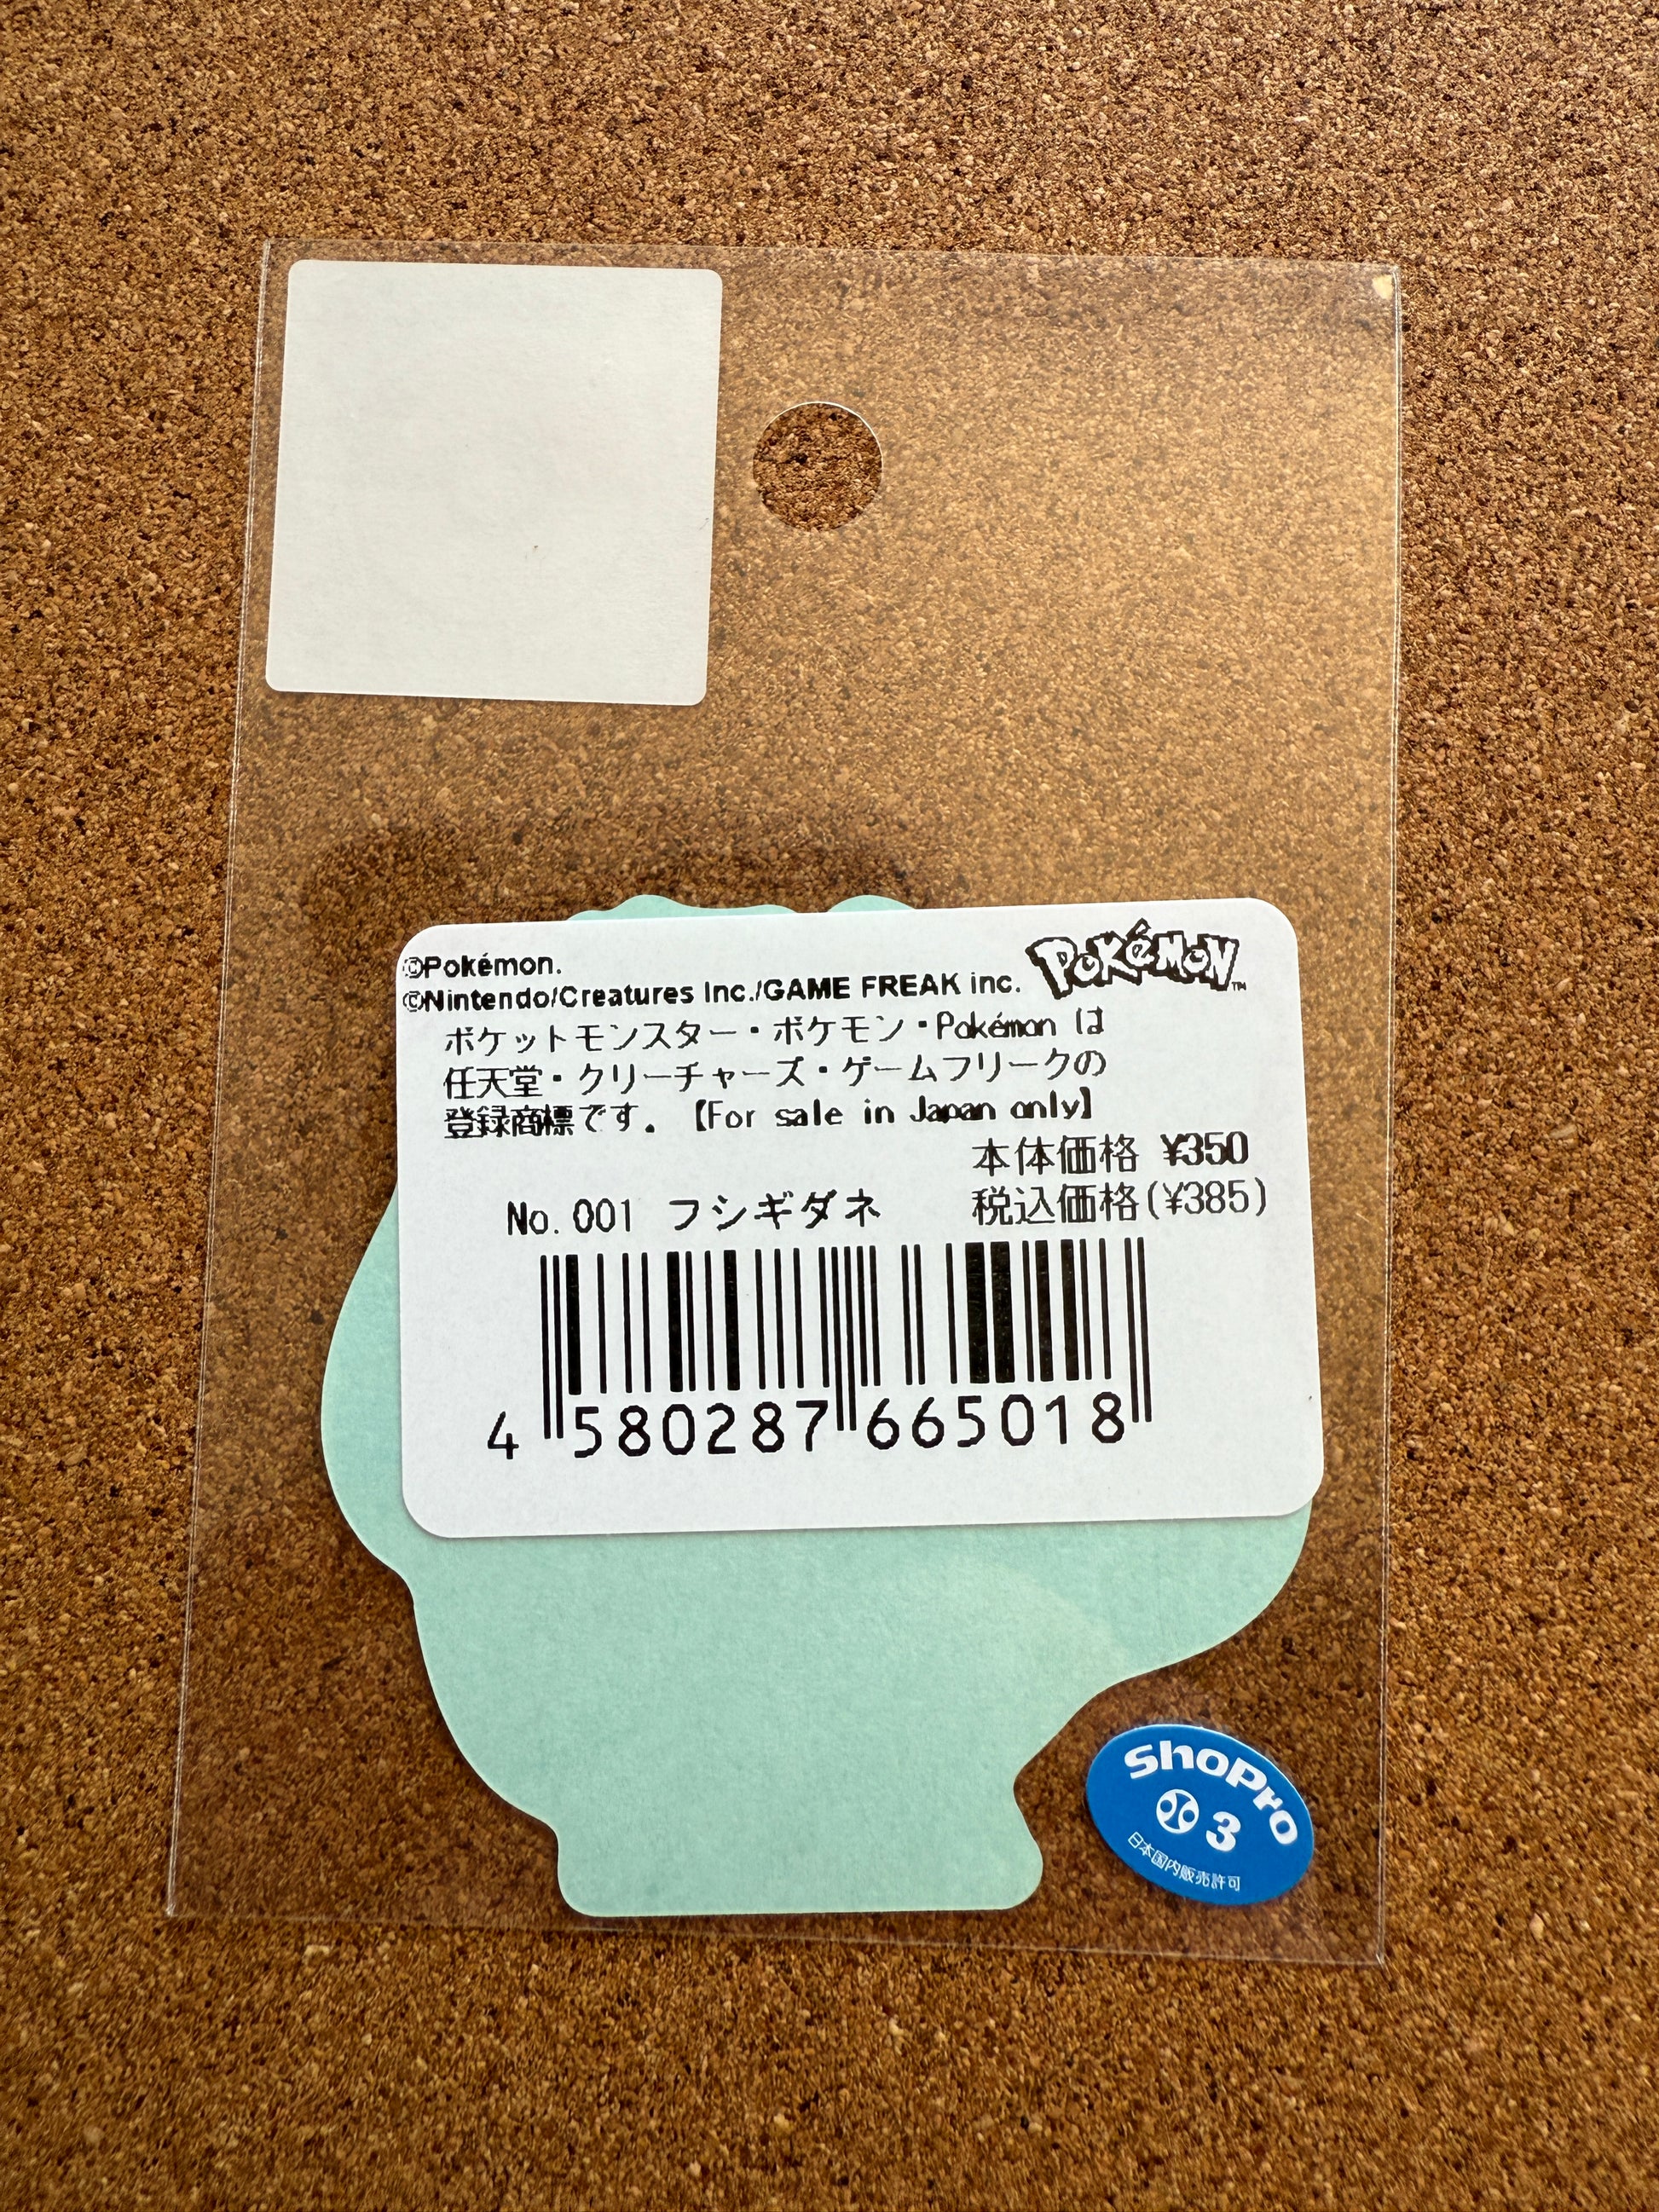 ©Pokémon.
POKéMON™
©Nintendo/Creatures Inc./GAME FREAK inc.
ポケットモンスター・ポケモン・Pokémon は
任天堂・クリーチャーズ・ゲームフリークの
登録商標です。【For sale in Japan only】
本体価格 ¥350
No. 001 フシギダネ 税込価格(¥385)
4 580287 665018
ShoPro
3
日本国内販売許可